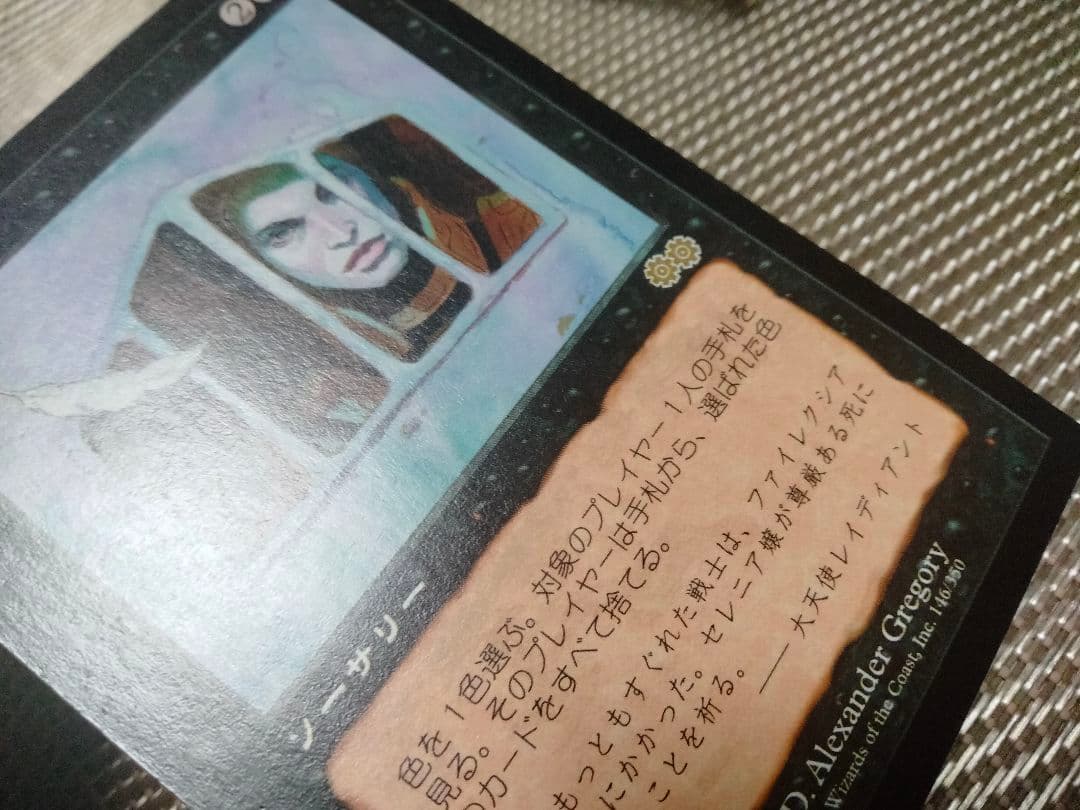 2
ソーサリー
色を１色選ぶ。対象のプレイヤー１人の手札を
見る。そのプレイヤーは手札から、選ばれた色
のカードをすべて捨てる。
もっともすぐれた戦士は、ファイレクシア
にかかった。セレニア嬢が尊厳ある死に
ことを祈る。
―― 大天使レイディアント
D. Alexander Gregory
Wizards of the Coast, Inc. 146/350